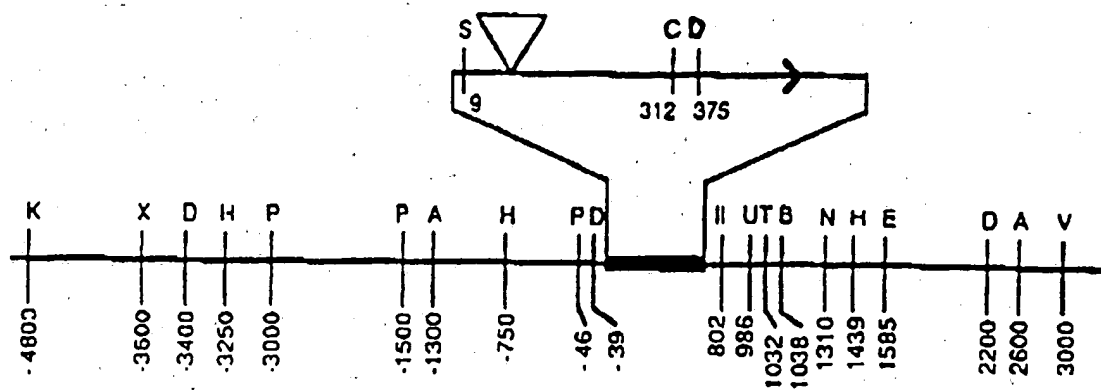 S C D
9 312 375
K X D H P P A H P D II U T B N H E D A V
-4800 -3600 -3400 -3250 -3000 -1500 -1300 -750 -46 -39 802 986 1032 1038 1310 1439 1585 2200 2600 3000